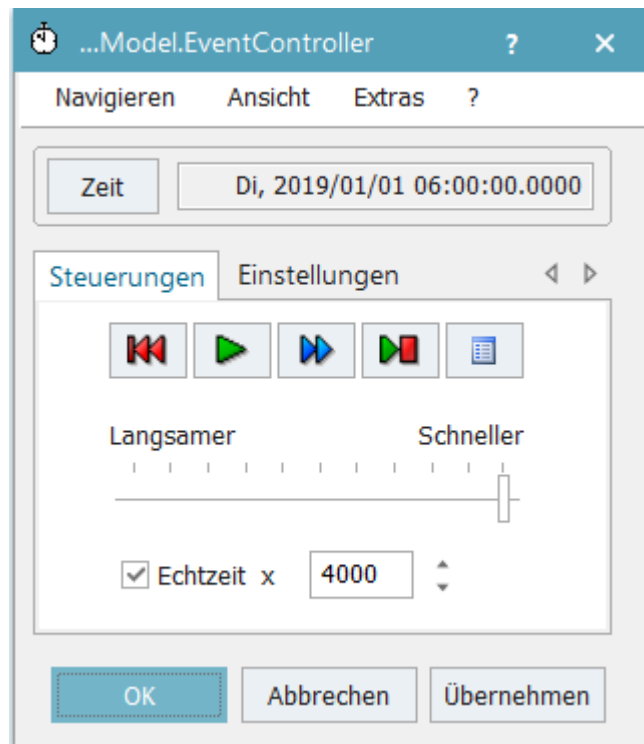 ...Model.EventController ?
Navigieren Ansicht Extras ?
Zeit Di, 2019/01/01 06:00:00.0000
Steuerungen Einstellungen
Langsamer Schneller
Echtzeit x 4000
OK Abbrechen Übernehmen